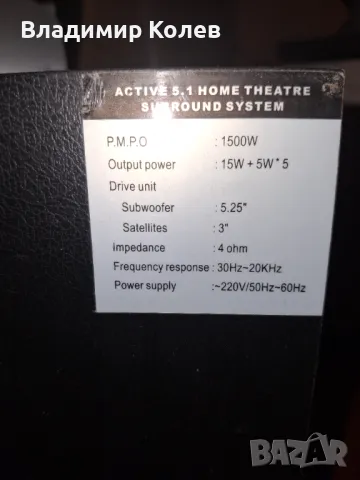 Владимир Колев
ACTIVE 5.1 HOME THEATRE
SURROUND SYSTEM
P.M.P.O : 1500W
Output power : 15W + 5W * 5
Drive unit
Subwoofer : 5.25"
Satellites : 3"
Impedance : 4 ohm
Frequency response : 30Hz~20KHz
Power supply :~220V/50Hz~60Hz
BAZAR